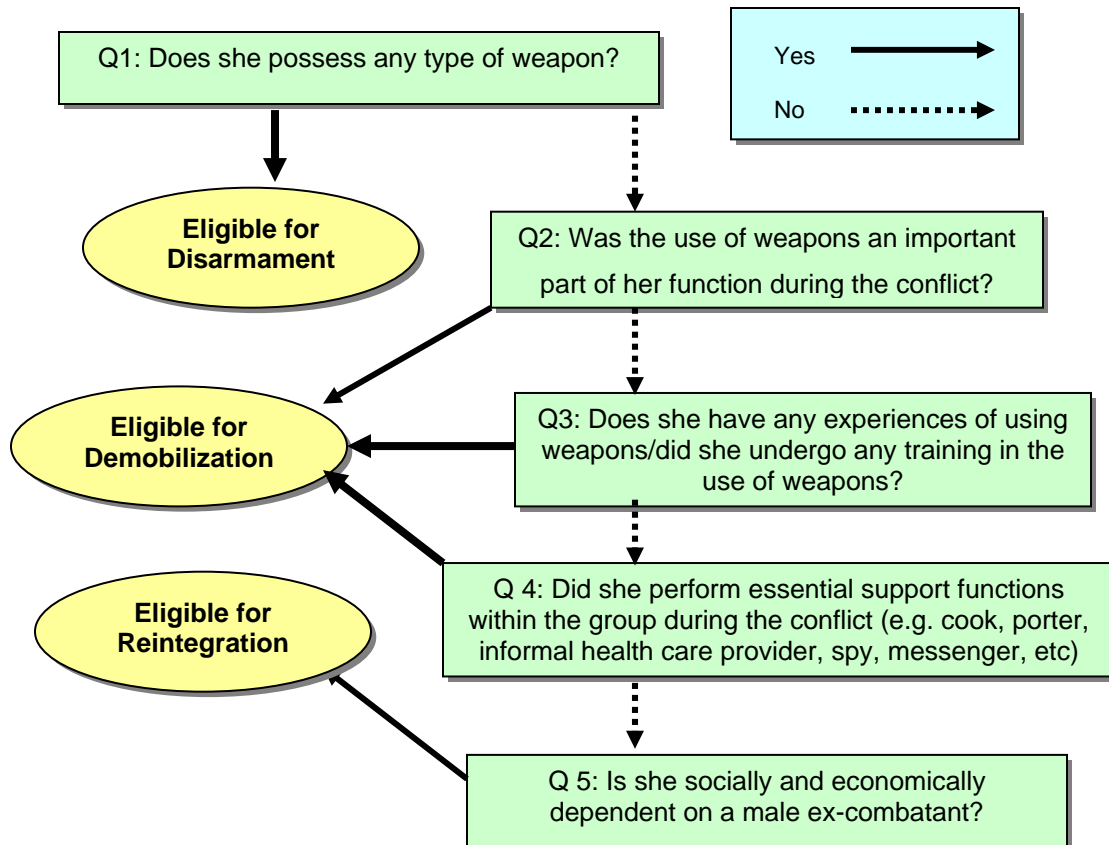 Q1: Does she possess any type of weapon?
Yes
No
Eligible for
Disarmament
Q2: Was the use of weapons an important
part of her function during the conflict?
Eligible for
Demobilization
Q3: Does she have any experiences of using
weapons/did she undergo any training in the
use of weapons?
Q 4: Did she perform essential support functions
within the group during the conflict (e.g. cook, porter,
informal health care provider, spy, messenger, etc)
Eligible for
Reintegration
Q 5: Is she socially and economically
dependent on a male ex-combatant?